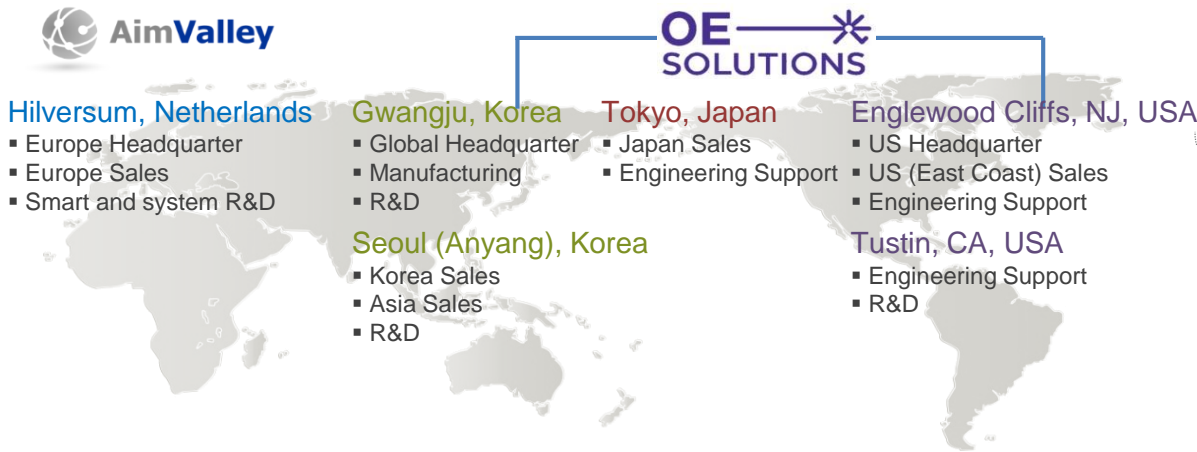 AimValley
OE
SOLUTIONS
Hilversum, Netherlands
▪ Europe Headquarter
▪ Europe Sales
▪ Smart and system R&D
Gwangju, Korea
▪ Global Headquarter
▪ Manufacturing
▪ R&D
Seoul (Anyang), Korea
▪ Korea Sales
▪ Asia Sales
▪ R&D
Tokyo, Japan
▪ Japan Sales
▪ Engineering Support
Englewood Cliffs, NJ, USA
▪ US Headquarter
▪ US (East Coast) Sales
▪ Engineering Support
Tustin, CA, USA
▪ Engineering Support
▪ R&D